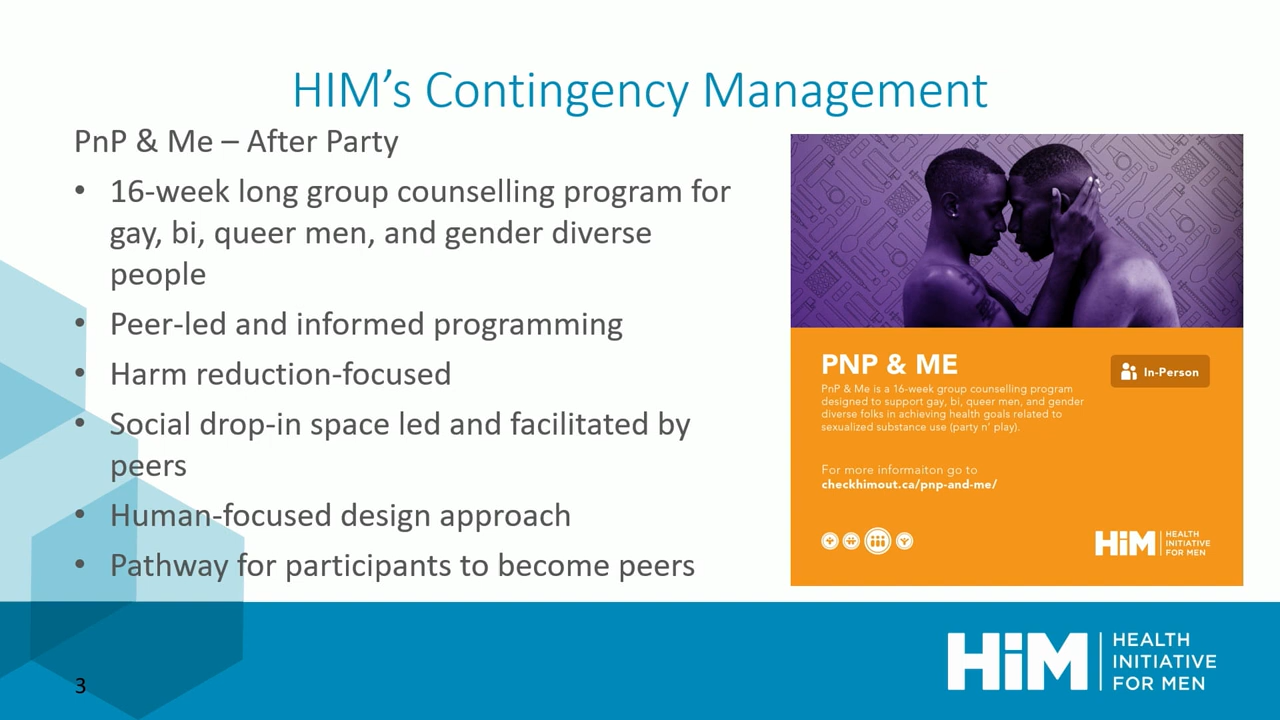 HIM’s Contingency Management
PnP & Me – After Party
• 16-week long group counselling program for
gay, bi, queer men, and gender diverse
people
• Peer-led and informed programming
• Harm reduction-focused
• Social drop-in space led and facilitated by
peers
• Human-focused design approach
• Pathway for participants to become peers
PNP & ME
In-Person
PnP & Me is a 16-week group counselling program
designed to support gay, bi, queer men, and gender
diverse folks in achieving health goals related to
sexualized substance use (party n’ play).
For more informaiton go to
checkhimout.ca/pnp-and-me/
HiM
HEALTH
INITIATIVE
FOR MEN
3
HiM
HEALTH
INITIATIVE
FOR MEN